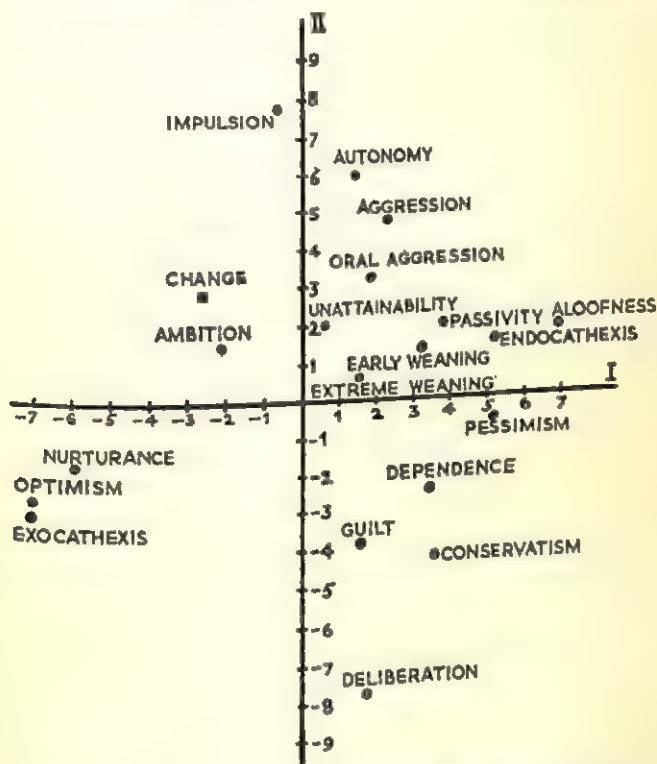 II
9
8
IMPULSION
7
AUTONOMY
6
AGGRESSION
5
4
ORAL AGGRESSION
CHANGE
3
UNATTAINABILITY
2
PASSIVITY
ALOOFNESS
ENDOCATHEXIS
AMBITION
1
EARLY WEANING
I
EXTREME WEANING
-7 -6 -5 -4 -3 -2 -1
1 2 3 4 5 6 7
PESSIMISM
-1
NURTURANCE
-2
DEPENDENCE
OPTIMISM
-3
EXOCATHEXIS
GUILT
-4
CONSERVATISM
-5
-6
-7
DELIBERATION
-8
-9